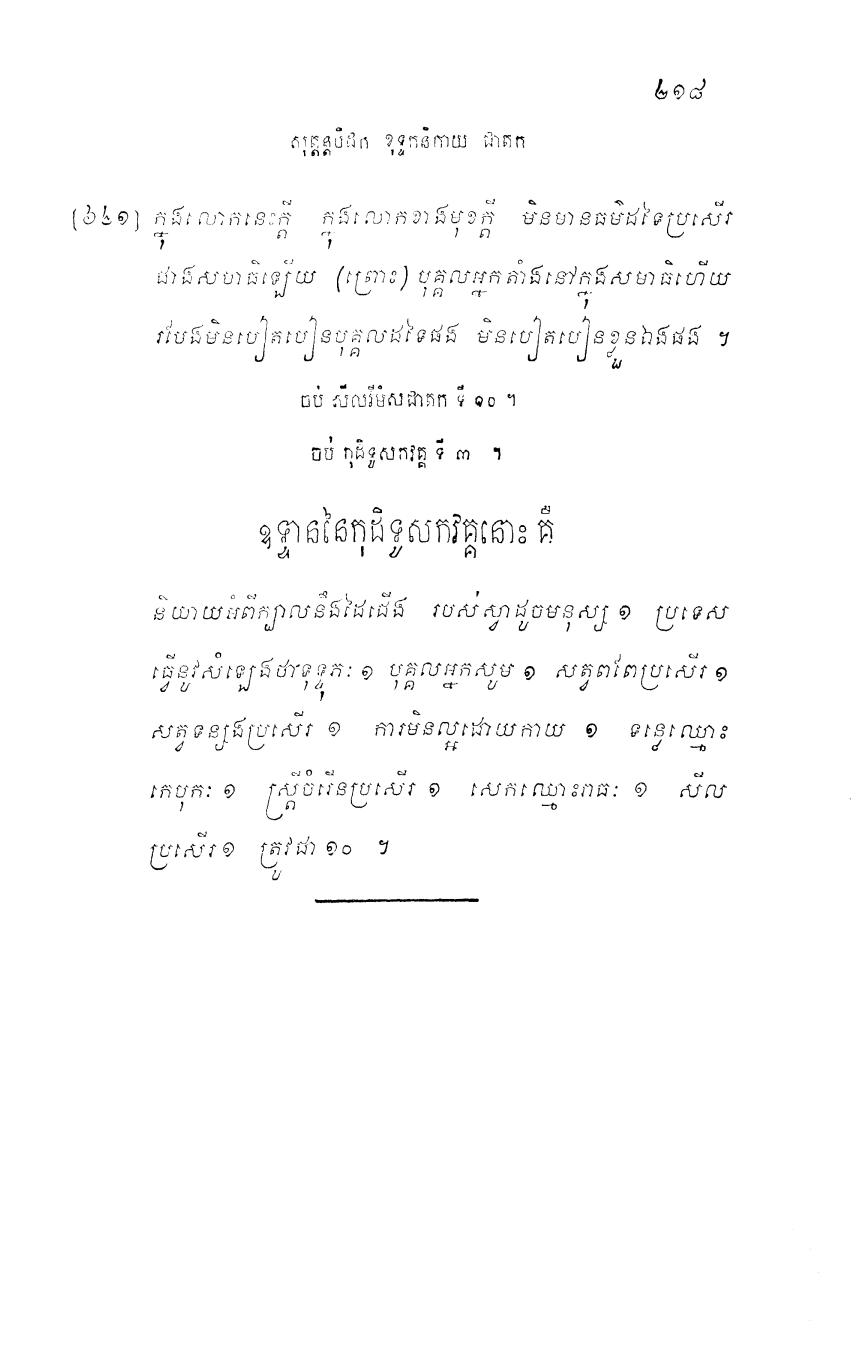 ២១៨
សុត្តន្តបិដក ខុទ្ទកនិកាយ ជាតក
[៦៤១] ក្នុងលោកនេះក្តី ក្នុងលោកខាងមុខក្តី មិនមានធម៌ដទៃប្រសើរ
ជាងសមាធិឡើយ (ព្រោះ) បុគ្គលអ្នកតាំងនៅក្នុងសមាធិហើយ
រមែងមិនបៀតបៀនបុគ្គលដទៃផង មិនបៀតបៀនខ្លួនឯងផង ។
ចប់ សីលវីមំសជាតក ទី ១០ ។
ចប់ កុដិទូសកវគ្គ ទី ៣ ។
ឧទ្ទាននៃកុដិទូសកវគ្គនោះ គឺ
និយាយអំពីក្បាលនឹងដៃជើង របស់ស្វាដូចមនុស្ស ១ ប្រទេស
ធ្វើនូវសំឡេងថាទុទ្ទុភៈ ១ បុគ្គលអ្នកសូម ១ សត្វពពែប្រសើរ ១
សត្វទន្សងប្រសើរ ១ ការមិនល្អដោយកាយ ១ ទន្លេឈ្មោះ
កេបុកៈ ១ ស្រ្តីចំរើនប្រសើរ ១ សេកឈ្មោះរាធៈ ១ សីល
ប្រសើរ ១ ត្រូវជា ១០ ។